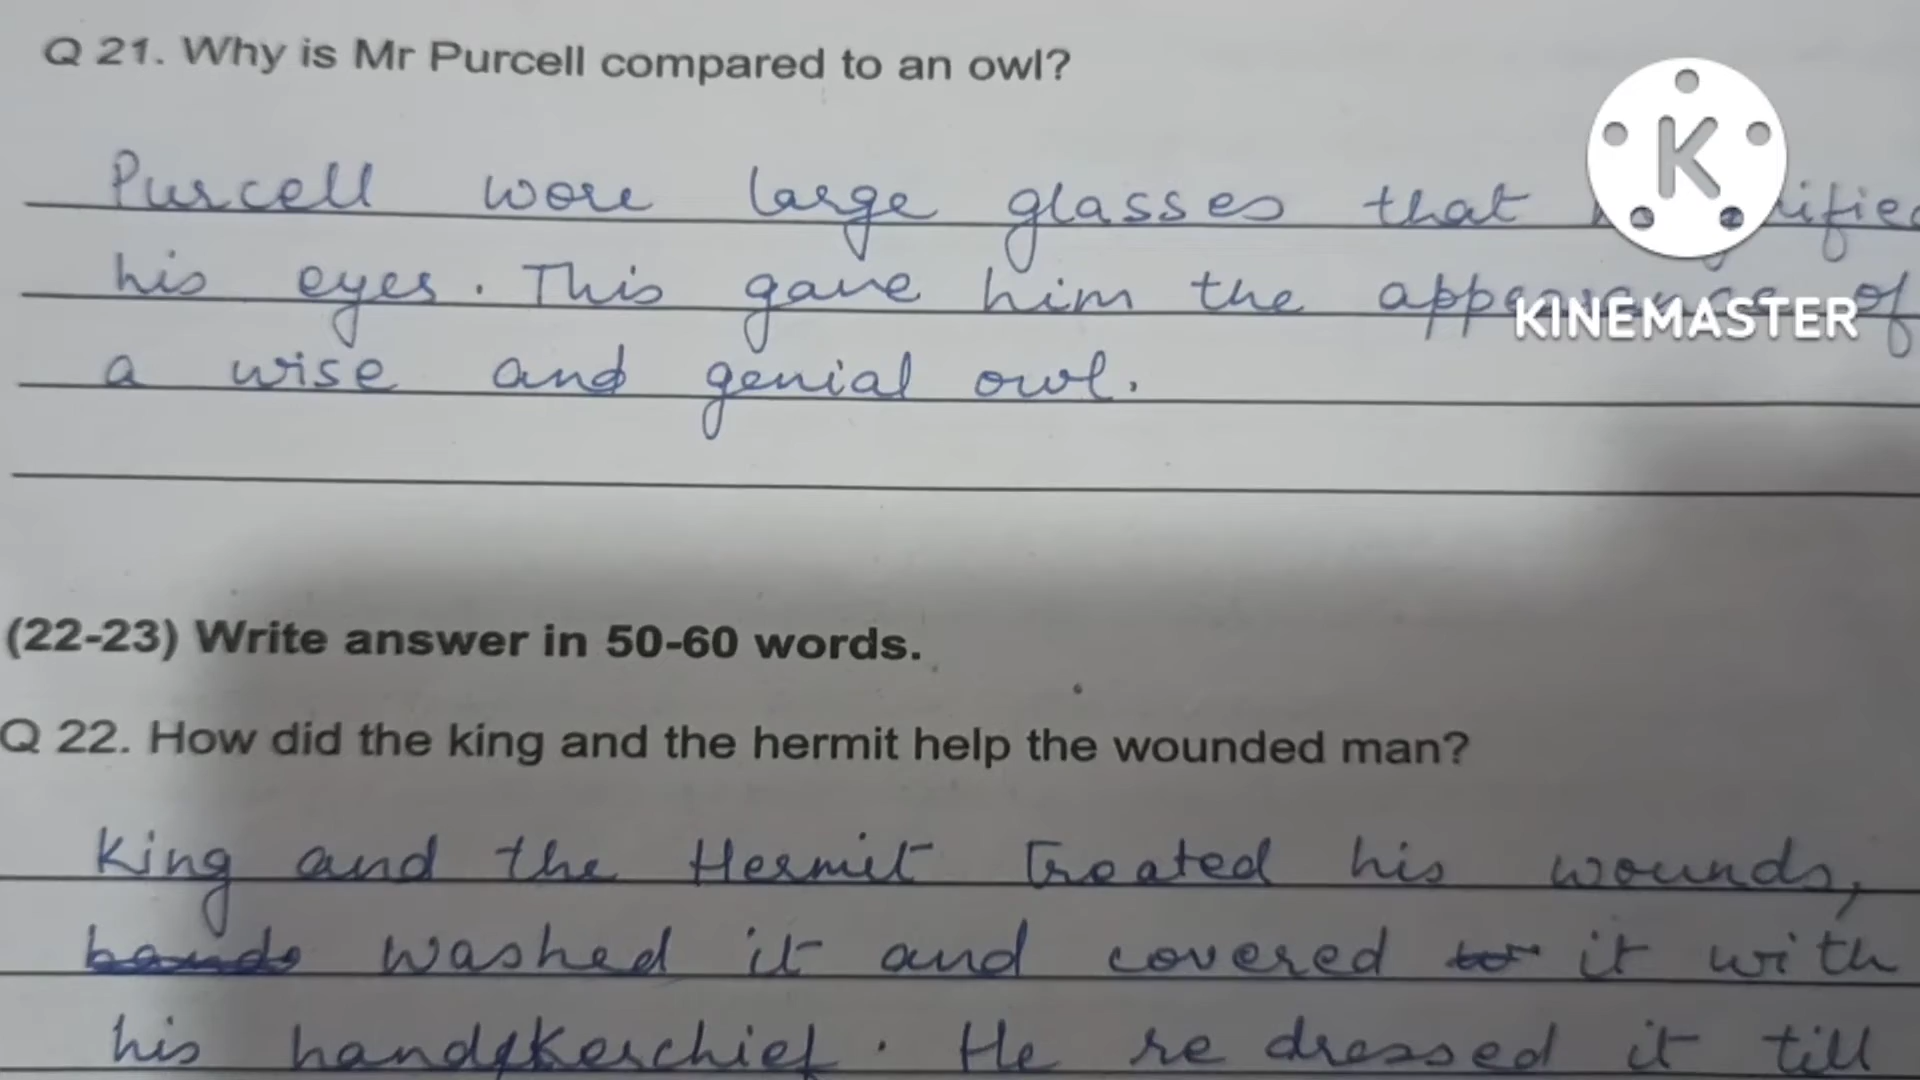 Q 21. Why is Mr Purcell compared to an owl?
K
Purcell wore large glasses that
his eyes. This gave him the appearance of
KINEMASTER
a wise and genial owl.
(22-23) Write answer in 50-60 words.
Q 22. How did the king and the hermit help the wounded man?
King and the Hermit Treated his wounds,
washed it and covered it with
his handkerchief. He re dressed it till